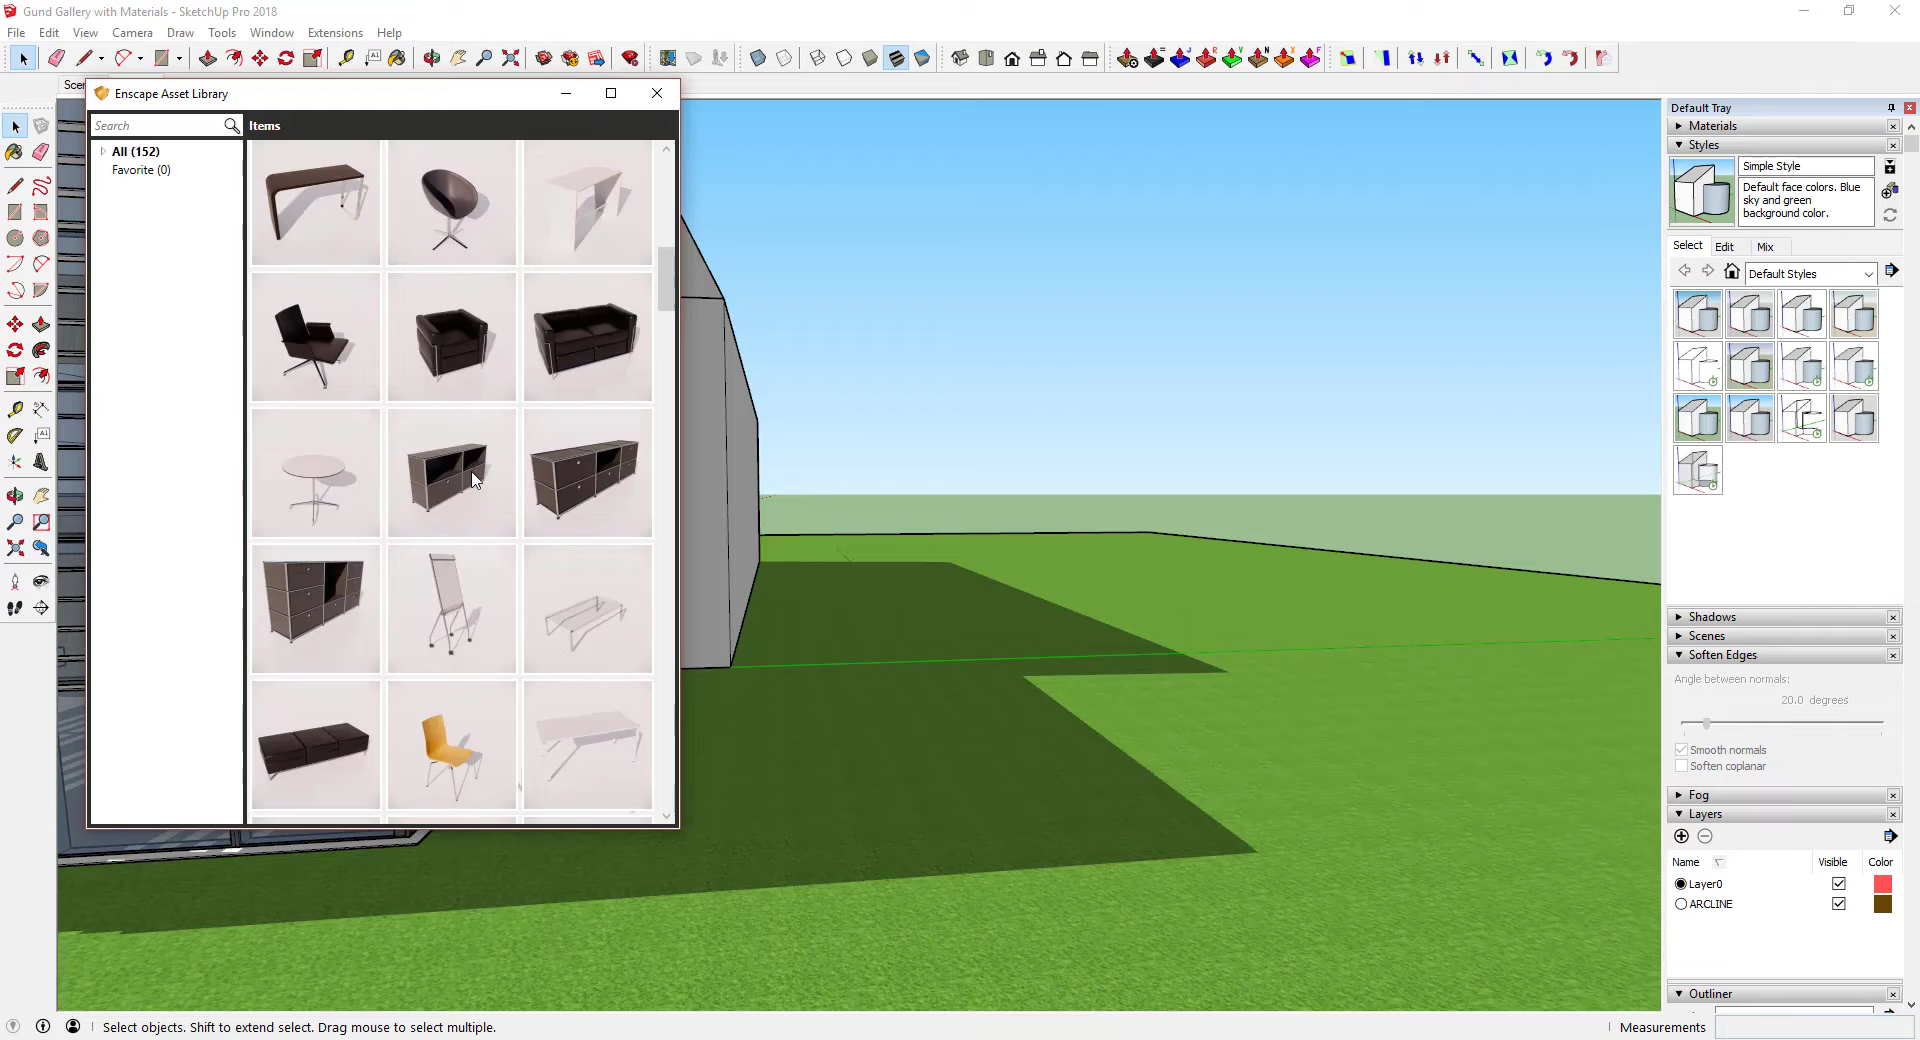 Gund Gallery with Materials - SketchUp Pro 2018
File Edit View Camera Draw Tools Window Extensions Help
Scer
Enscape Asset Library
Search
Items
All (152)
Favorite (0)
Default Tray
Materials
Styles
Simple Style
Default face colors. Blue
sky and green
background color.
Select Edit Mix
Default Styles
Shadows
Scenes
Soften Edges
Angle between normals:
20.0 degrees
Smooth normals
Soften coplanar
Fog
Layers
Name Visible Color
Layer0
ARCLINE
Outliner
Select objects. Shift to extend select. Drag mouse to select multiple.
Measurements